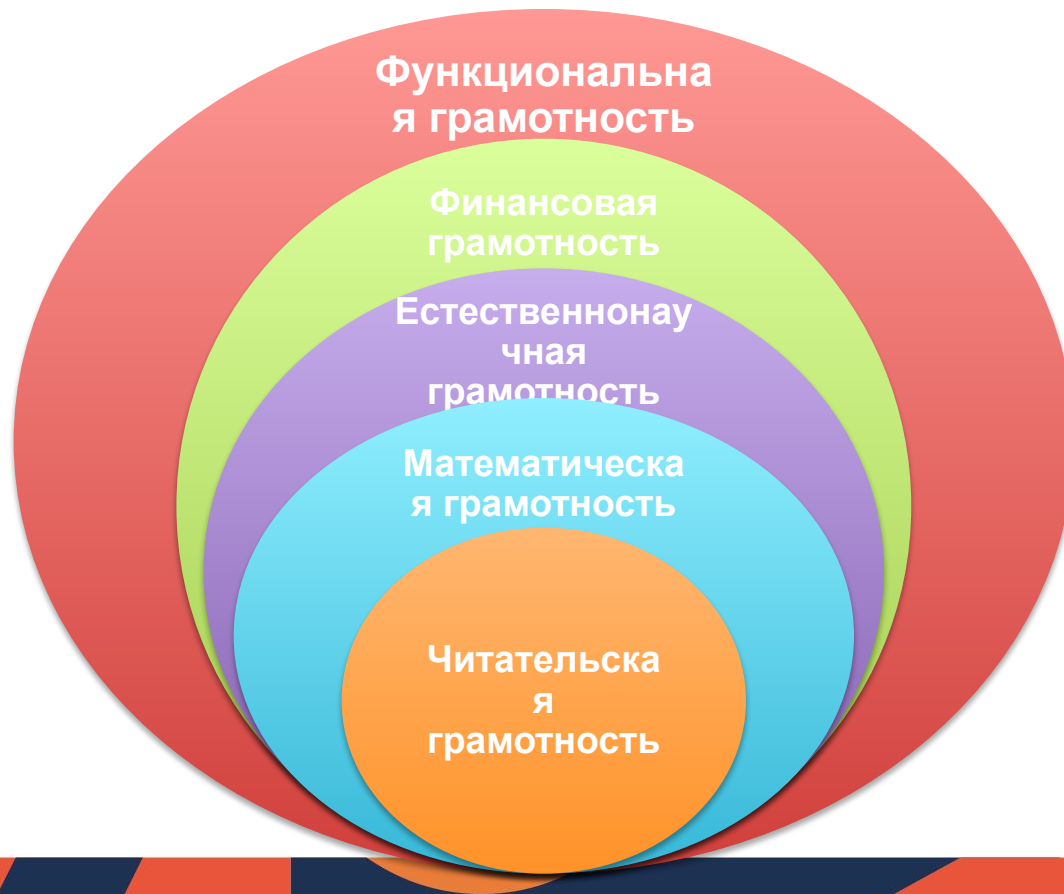 Функциональна
я грамотность
Финансовая
грамотность
Естественнонау
чная
грамотность
Математическа
я грамотность
Читательска
я
грамотность